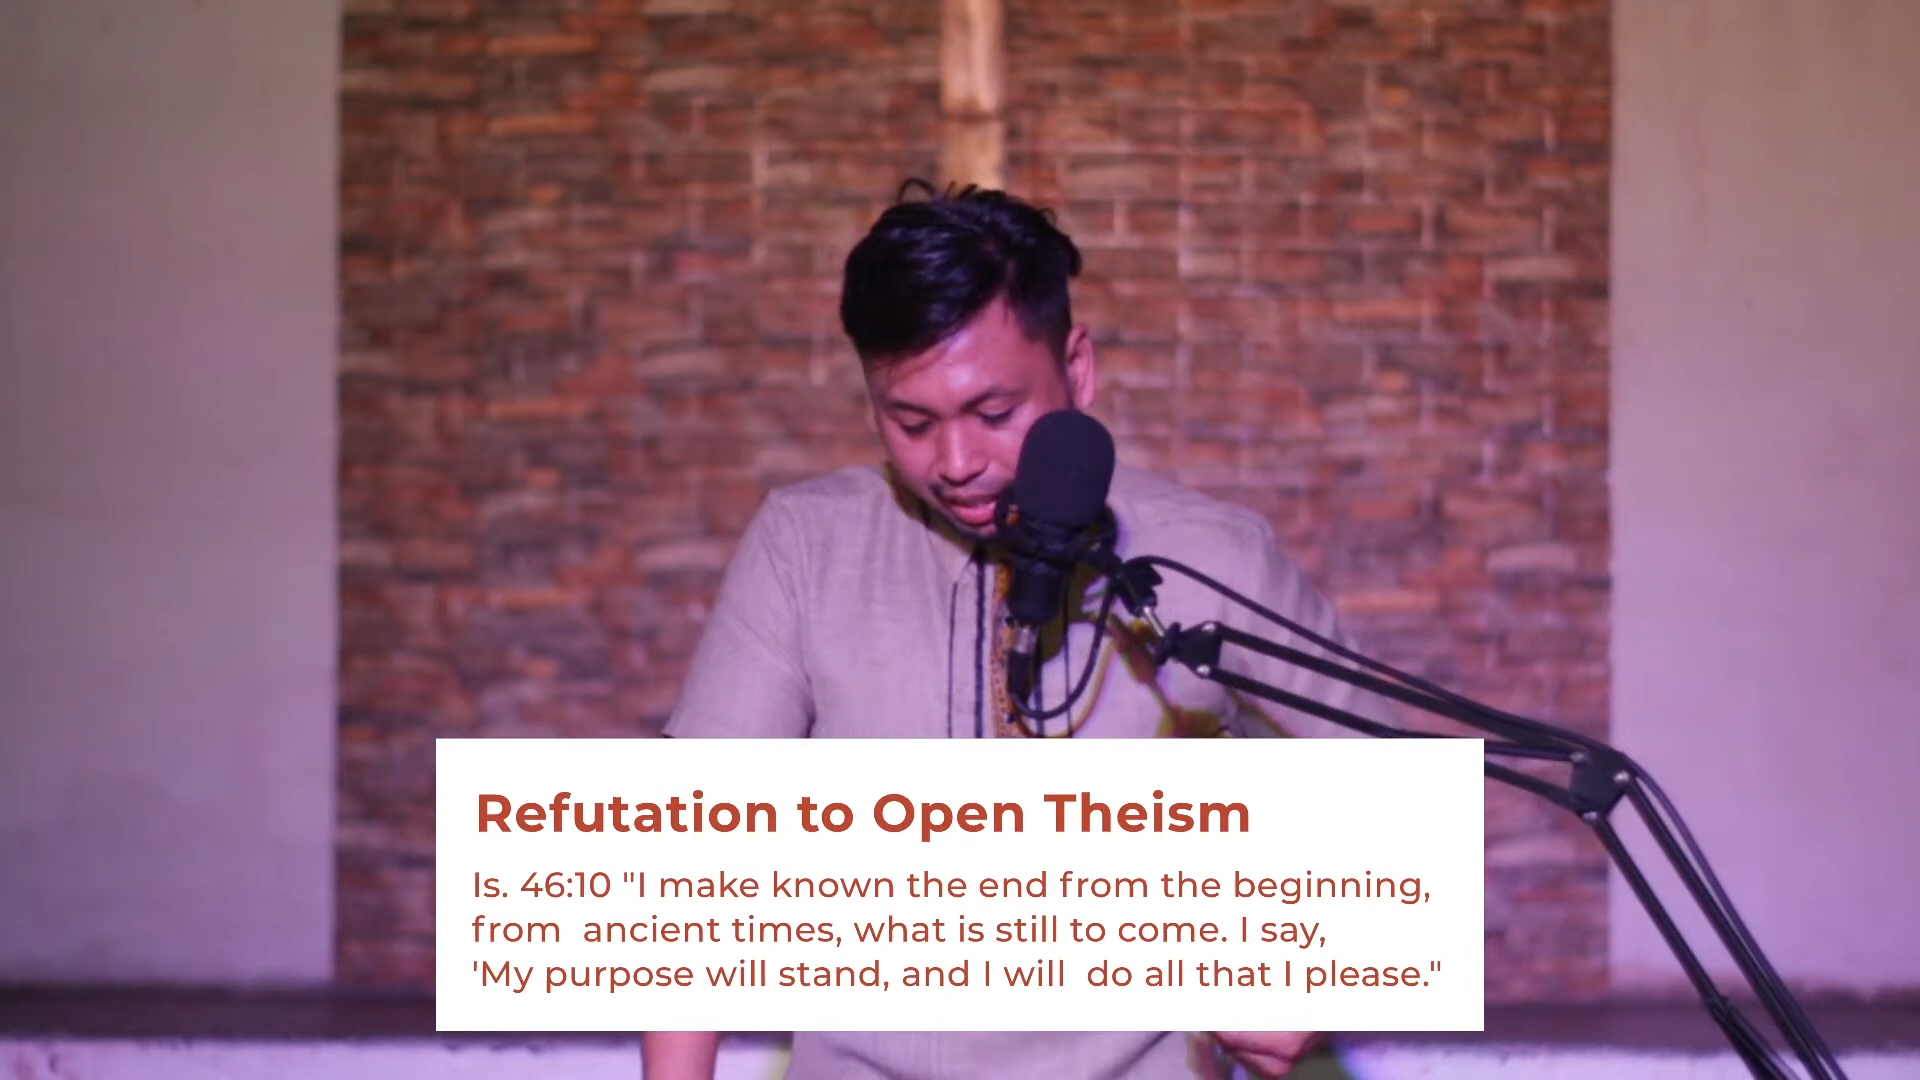 Refutation to Open Theism
Is. 46:10 "I make known the end from the beginning,
from  ancient times, what is still to come. I say,
'My purpose will stand, and I will  do all that I please."